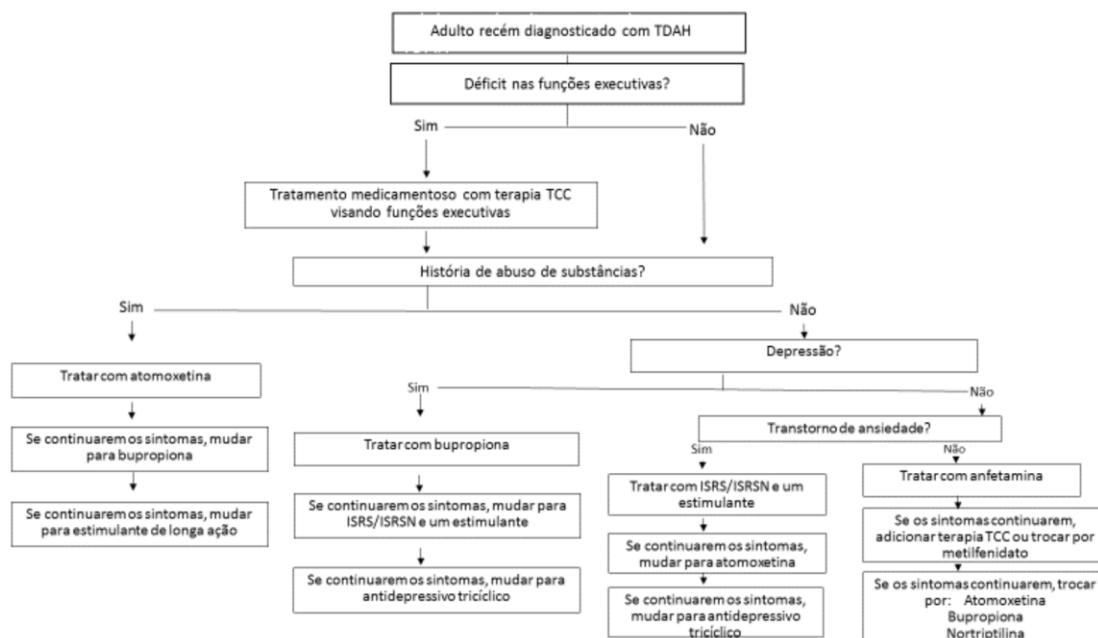 Adulto recém diagnosticado com TDAH
Déficit nas funções executivas?
Sim
Não
Tratamento medicamentoso com terapia TCC
visando funções executivas
História de abuso de substâncias?
Sim
Não
Tratar com atomoxetina
Se continuarem os sintomas, mudar
para bupropiona
Se continuarem os sintomas, mudar
para estimulante de longa ação
Depressão?
Sim
Não
Tratar com bupropiona
Se continuarem os sintomas, mudar para
ISRS/ISRSN e um estimulante
Se continuarem os sintomas, mudar para
antidepressivo tricíclico
Transtorno de ansiedade?
Sim
Não
Tratar com ISRS/ISRSN e um
estimulante
Se continuarem os sintomas,
mudar para atomoxetina
Se continuarem os sintomas,
mudar para antidepressivo
tricíclico
Tratar com anfetamina
Se os sintomas continuarem,
adicionar terapia TCC ou trocar por
metilfenidato
Se os sintomas continuarem, trocar
por: Atomoxetina
Bupropiona
Nortriptilina